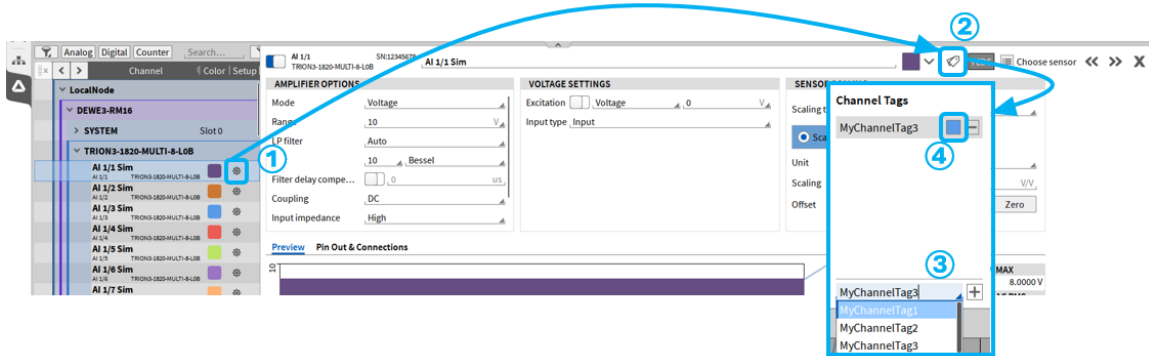 ②
Analog Digital Counter Search...
AI 1/1 SN:12345678 AI 1/1 Sim
TRION3-1820-MULTI-8-L0B
TEDS Choose sensor << >> X
< > Channel Color Setup
LocalNode
DEWE3-RM16
> SYSTEM Slot 0
TRION3-1820-MULTI-8-L0B
AI 1/1 Sim
AI 1/1 TRION3-1820-MULTI-8-L0B
①
AI 1/2 Sim
AI 1/2 TRION3-1820-MULTI-8-L0B
AI 1/3 Sim
AI 1/3 TRION3-1820-MULTI-8-L0B
AI 1/4 Sim
AI 1/4 TRION3-1820-MULTI-8-L0B
AI 1/5 Sim
AI 1/5 TRION3-1820-MULTI-8-L0B
AI 1/6 Sim
AI 1/6 TRION3-1820-MULTI-8-L0B
AI 1/7 Sim
AMPLIFIER OPTIONS
Mode Voltage
Range 10 V
LP filter Auto
10 Bessel
Filter delay compe... 0 us
Coupling DC
Input impedance High
VOLTAGE SETTINGS
Excitation Voltage 0 V
Input type Input
SENSOR
Scaling t
Sca
Unit
Scaling V/V
Offset Zero
Channel Tags
MyChannelTag3 −
④
③
MyChannelTag3 +
MyChannelTag1
MyChannelTag2
MyChannelTag3
Preview Pin Out & Connections
10
MAX
8.0000 V